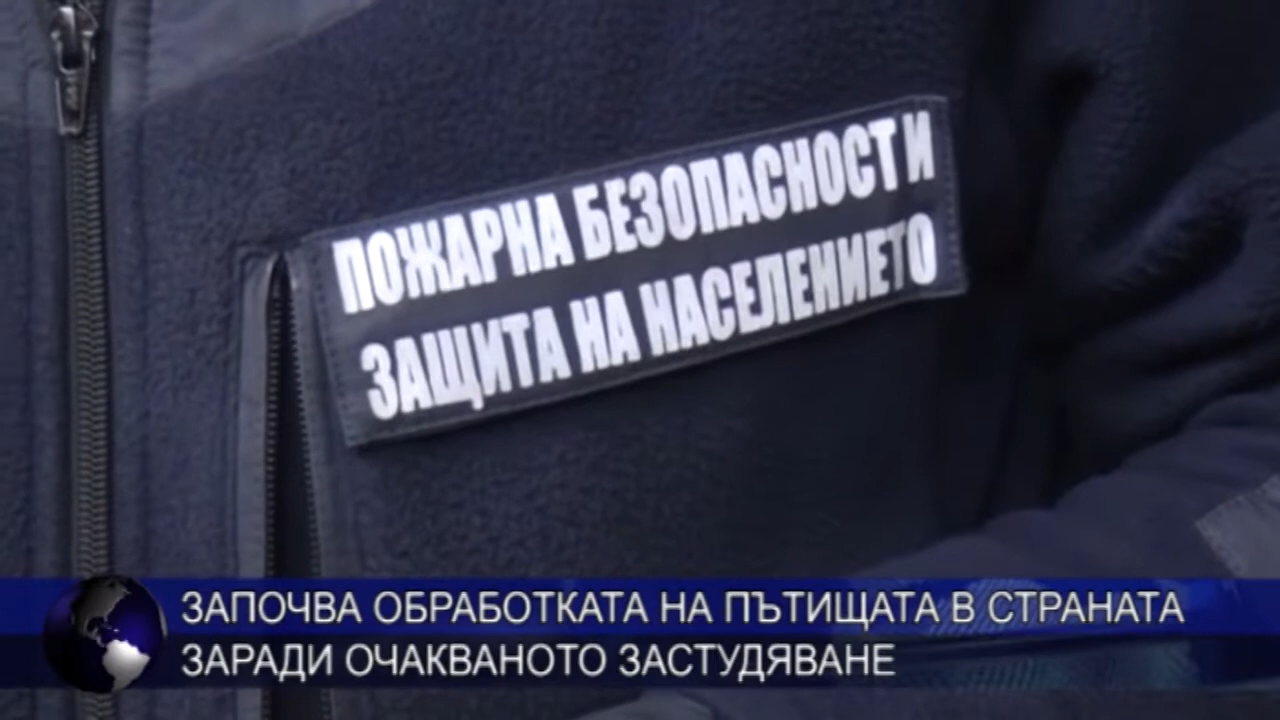 ПОЖАРНА БЕЗОПАСНОСТ И
ЗАЩИТА НА НАСЕЛЕНИЕТО
ЗАПОЧВА ОБРАБОТКАТА НА ПЪТИЩАТА В СТРАНАТА
ЗАРАДИ ОЧАКВАНОТО ЗАСТУДЯВАНЕ